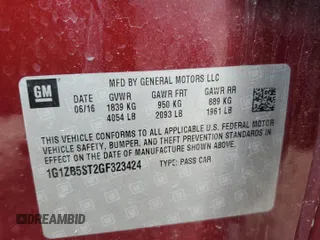 GM
MFD BY GENERAL MOTORS LLC
DATE GVWR GAWR FRT GAWR RR
06/16 1839 KG 950 KG 889 KG
4054 LB 2093 LB 1961 LB
THIS VEHICLE CONFORMS TO ALL APPLICABLE U.S. FEDERAL MOTOR
VEHICLE SAFETY, BUMPER, AND THEFT PREVENTION STANDARDS IN
EFFECT ON THE DATE OF MANUFACTURE SHOWN ABOVE.
1G1ZB5ST2GF323424 TYPE: PASS CAR
DREAMBID